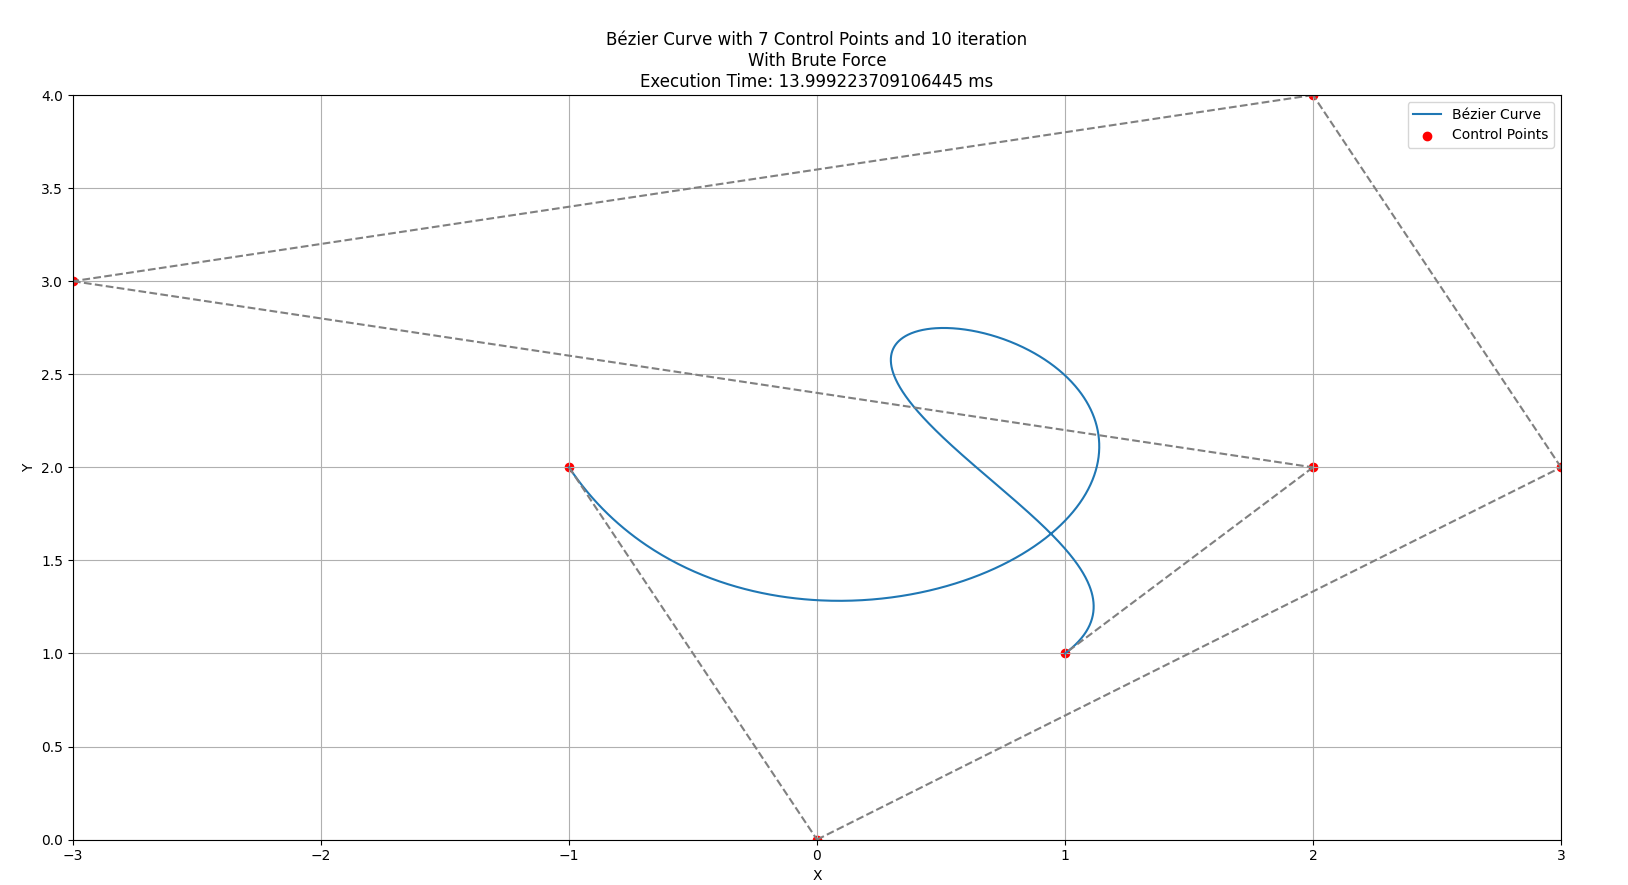 Bézier Curve with 7 Control Points and 10 iteration
With Brute Force
Execution Time: 13.999223709106445 ms
Bézier Curve
Control Points
4.0
3.5
3.0
2.5
2.0
1.5
1.0
0.5
0.0
Y
−3
−2
−1
0
1
2
3
X